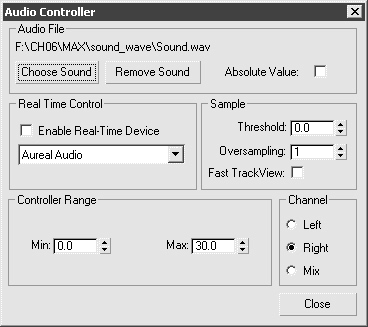 Audio Controller
Audio File
F:\CH06\MAX\sound_wave\Sound.wav
Choose Sound Remove Sound Absolute Value:
Real Time Control Sample
Enable Real-Time Device Threshold: 0.0
Aureal Audio Oversampling: 1
Fast TrackView:
Controller Range Channel
Left
Min: 0.0 Max: 30.0 Right
Mix
Close